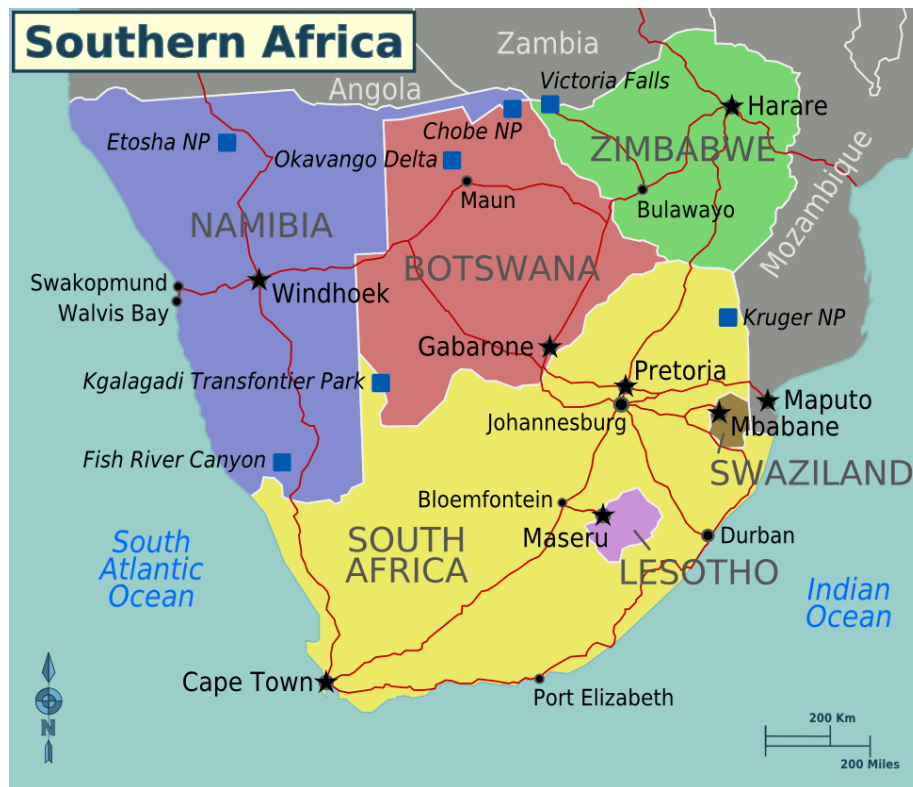 Southern Africa
Zambia
Angola
Victoria Falls
Chobe NP
Harare
Etosha NP
ZIMBABWE
Okavango Delta
Mozambique
Maun
Bulawayo
NAMIBIA
BOTSWANA
Swakopmund
Windhoek
Walvis Bay
Kruger NP
Gabarone
Pretoria
Kgalagadi Transfontier Park
Maputo
Johannesburg
Mbabane
Fish River Canyon
SWAZILAND
Bloemfontein
Maseru
Durban
SOUTH
AFRICA
LESOTHO
South
Atlantic
Ocean
Indian
Ocean
Cape Town
Port Elizabeth
N
200 Km
200 Miles